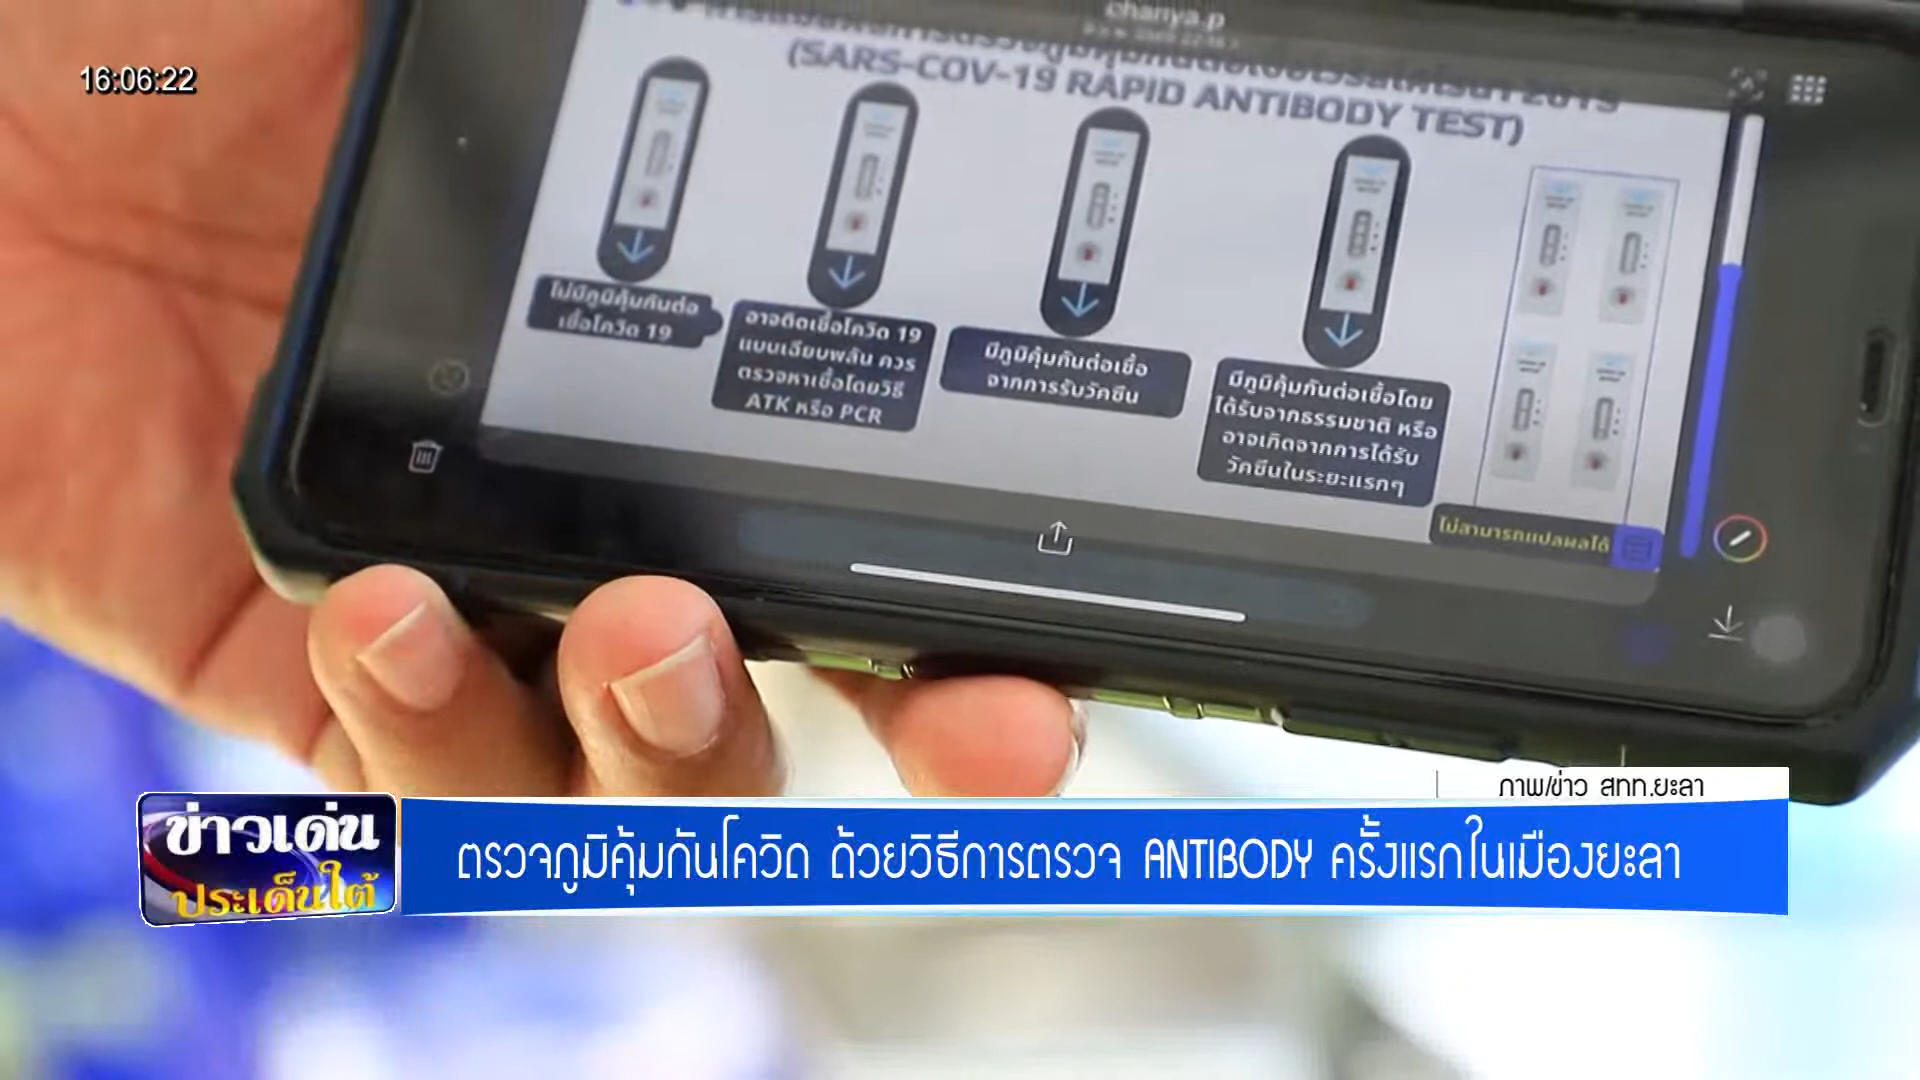 16:06:22
chanya.p
(SARS-COV-19 RAPID ANTIBODY TEST)
ไม่มีภูมิคุ้มกันต่อ
เชื้อโควิด 19
อาจติดเชื้อโควิด 19
แบบเฉียบพลัน ควร
ตรวจหาเชื้อโดยวิธี
ATK หรือ PCR
มีภูมิคุ้มกันต่อเชื้อ
จากการรับวัคซีน
มีภูมิคุ้มกันต่อเชื้อโดย
ได้รับจากธรรมชาติ หรือ
อาจเกิดจากการได้รับ
วัคซีนในระยะแรกๆ
ไม่สามารถแปลผลได้
ภาพ/ข่าว สทท.ยะลา
ข่าวเด่น
ประเด็นใต้
ตรวจภูมิคุ้มกันโควิด ด้วยวิธีการตรวจ ANTIBODY ครั้งแรกในเมืองยะลา